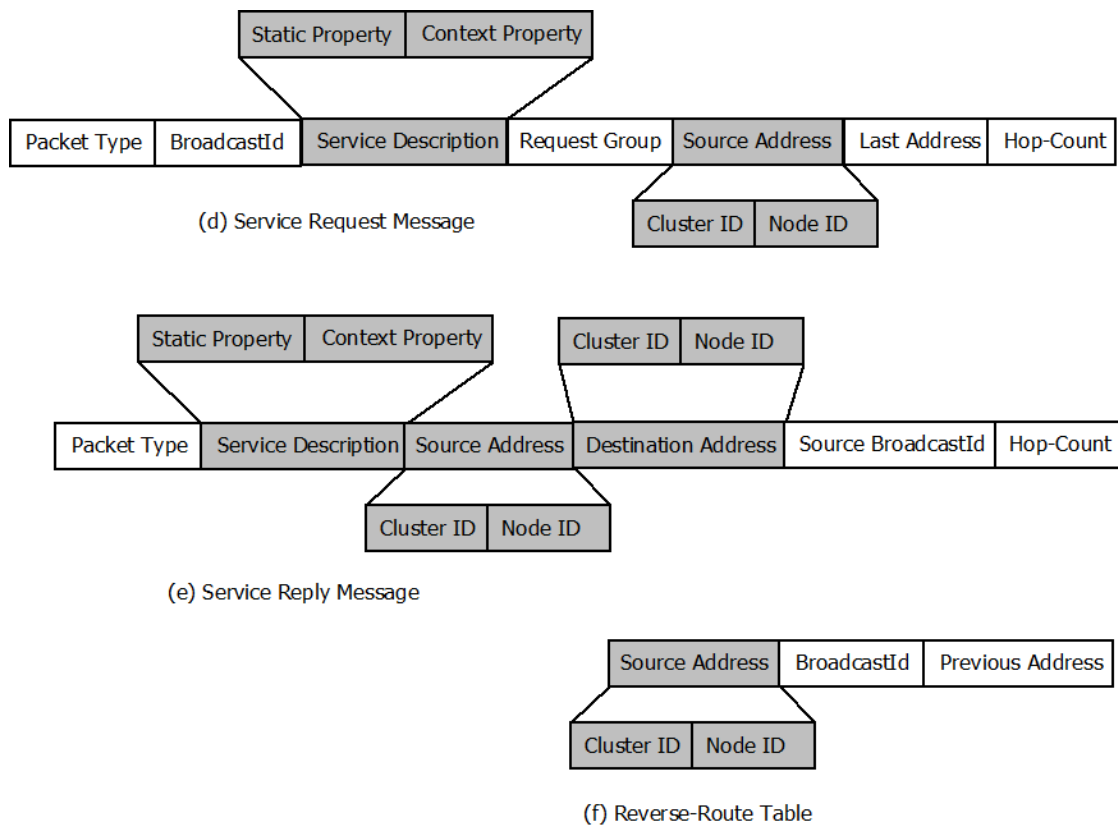 Static Property Context Property
Packet Type BroadcastId Service Description Request Group Source Address Last Address Hop-Count
Cluster ID Node ID
(d) Service Request Message
Static Property Context Property Cluster ID Node ID
Packet Type Service Description Source Address Destination Address Source BroadcastId Hop-Count
Cluster ID Node ID
(e) Service Reply Message
Source Address BroadcastId Previous Address
Cluster ID Node ID
(f) Reverse-Route Table